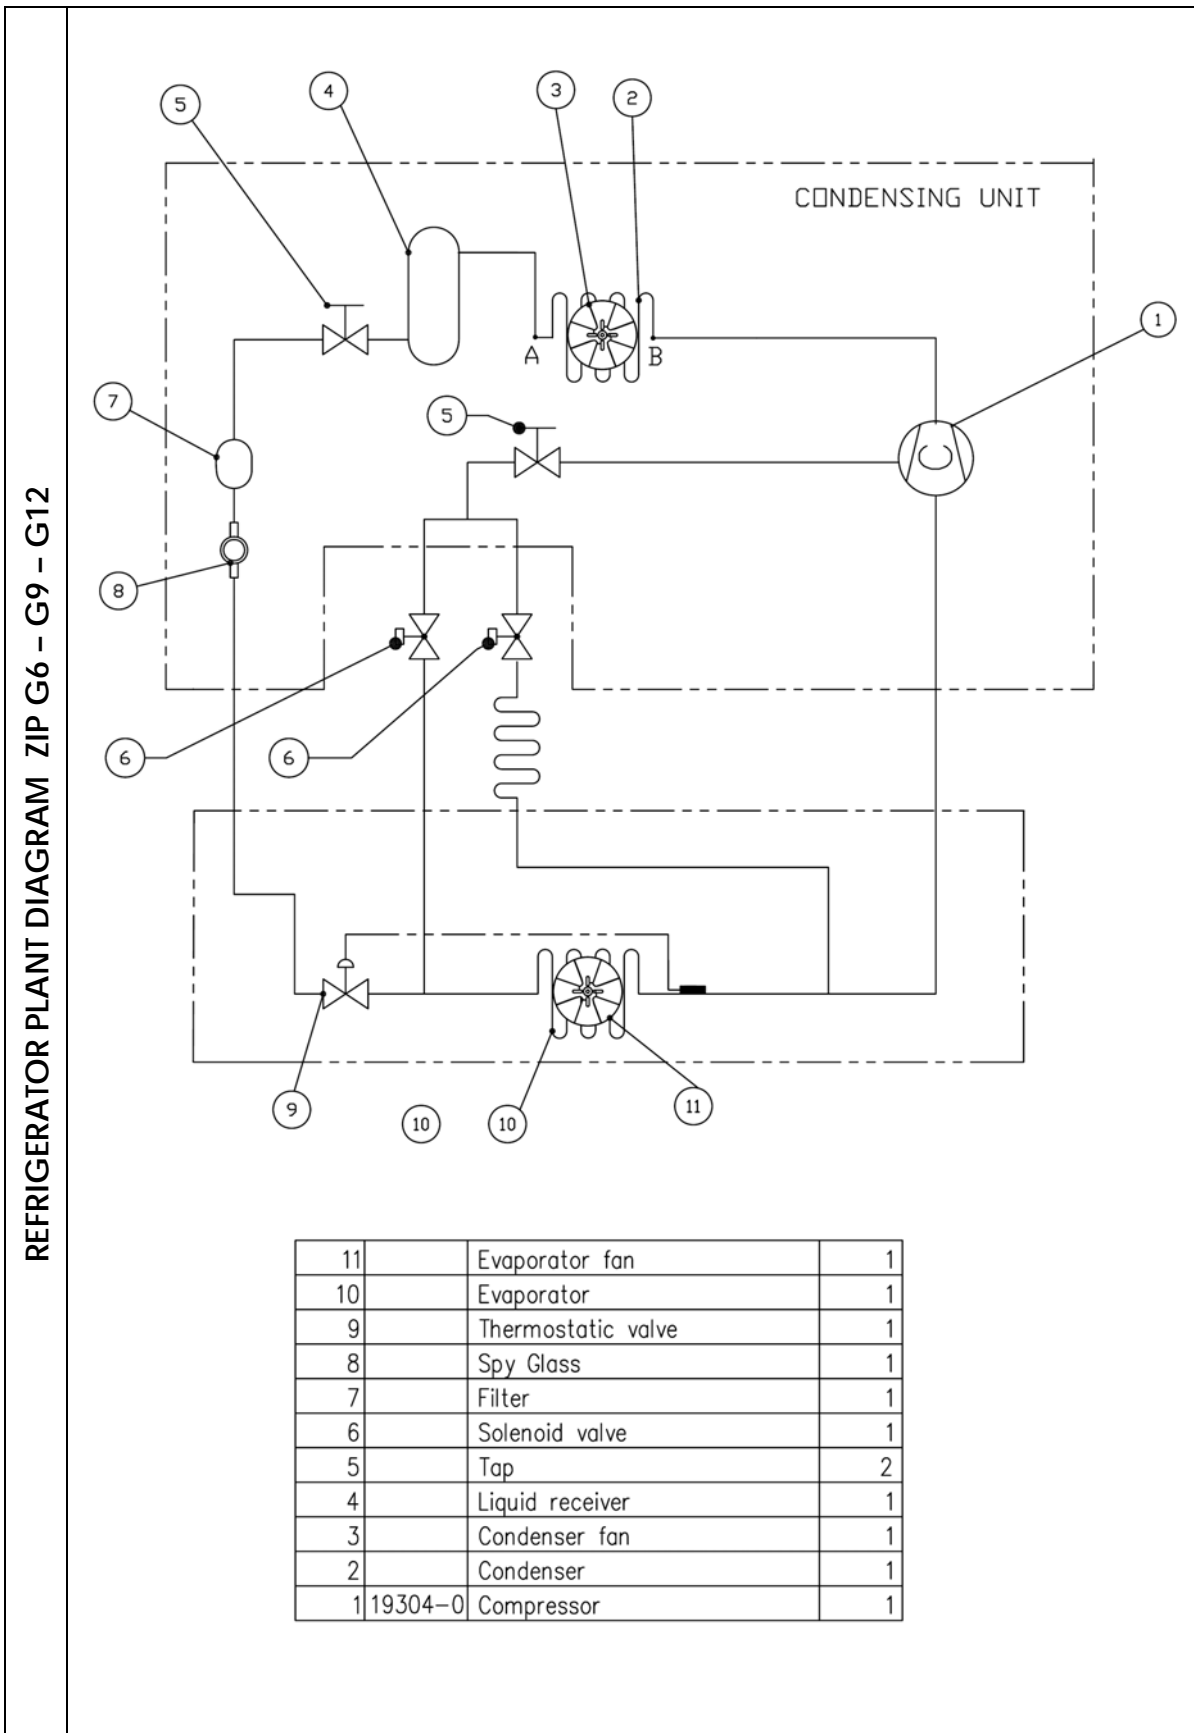 REFRIGERATOR PLANT DIAGRAM ZIP G6 – G9 – G12
5
4
3
2
CONDENSING UNIT
1
A
B
7
5
8
6
6
9
10
10
11
11 Evaporator fan 1
10 Evaporator 1
9 Thermostatic valve 1
8 Spy Glass 1
7 Filter 1
6 Solenoid valve 1
5 Tap 2
4 Liquid receiver 1
3 Condenser fan 1
2 Condenser 1
1 19304-0 Compressor 1